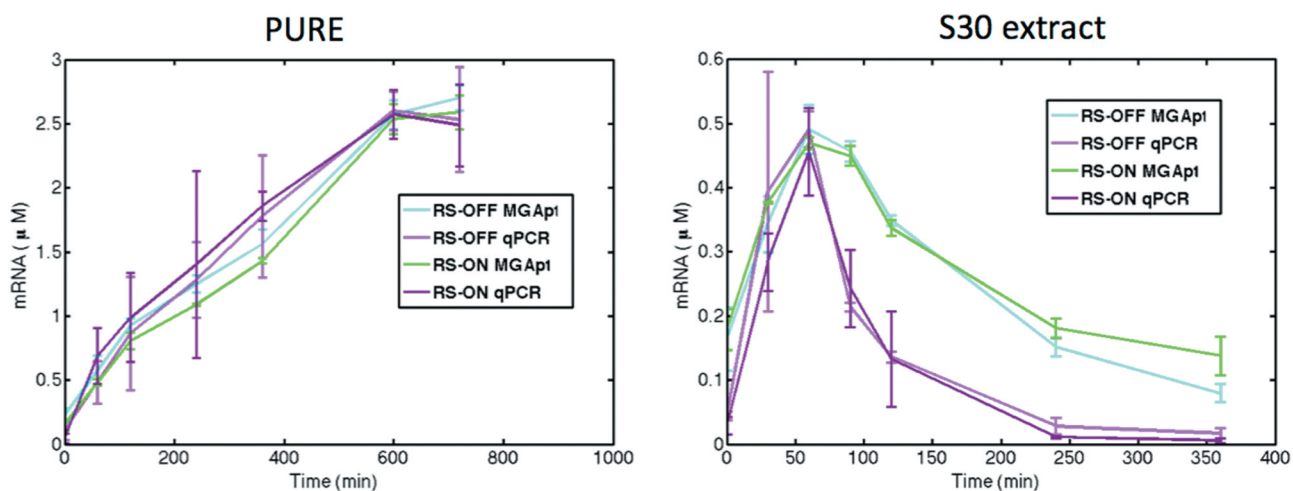 PURE
3
2.5
2
1.5
1
0.5
0
mRNA ( μ M)
0 200 400 600 800 1000
Time (min)
RS-OFF MGApt
RS-OFF qPCR
RS-ON MGApt
RS-ON qPCR
S30 extract
0.6
0.5
0.4
0.3
0.2
0.1
0
mRNA ( μ M)
0 50 100 150 200 250 300 350 400
Time (min)
RS-OFF MGApt
RS-OFF qPCR
RS-ON MGApt
RS-ON qPCR